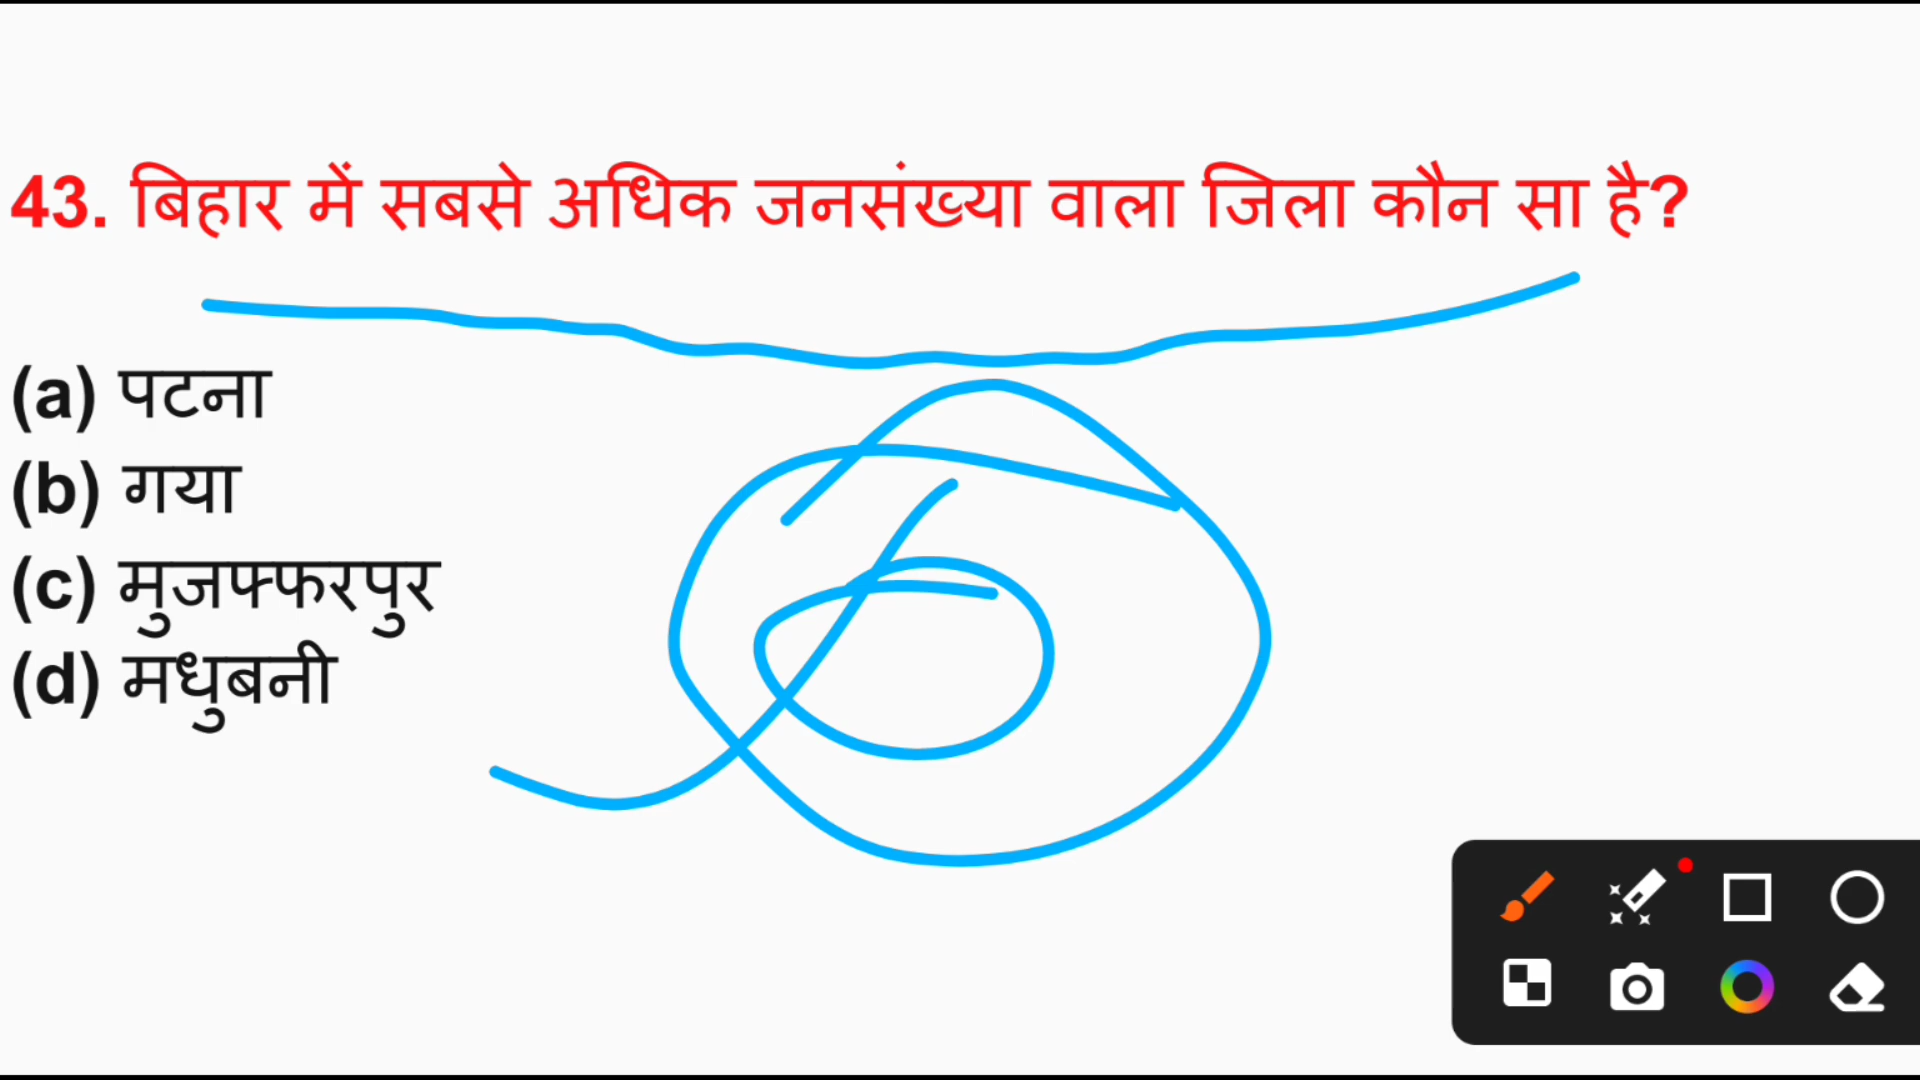 43. बिहार में सबसे अधिक जनसंख्या वाला जिला कौन सा है?
(a) पटना
(b) गया
(c) मुजफ्फरपुर
(d) मधुबनी